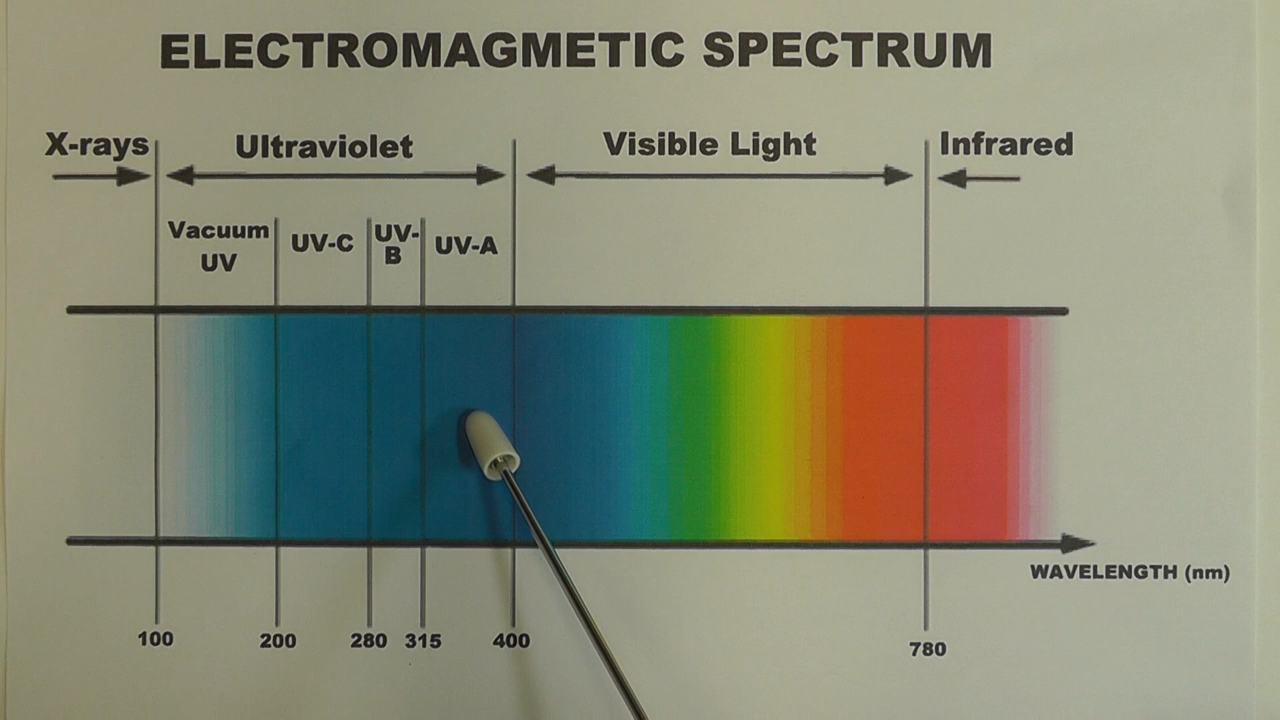 ELECTROMAGMETIC SPECTRUM
X-rays
Ultraviolet
Visible Light
Infrared
Vacuum
UV
UV-C
UV-
B
UV-A
WAVELENGTH (nm)
100
200
280
315
400
780